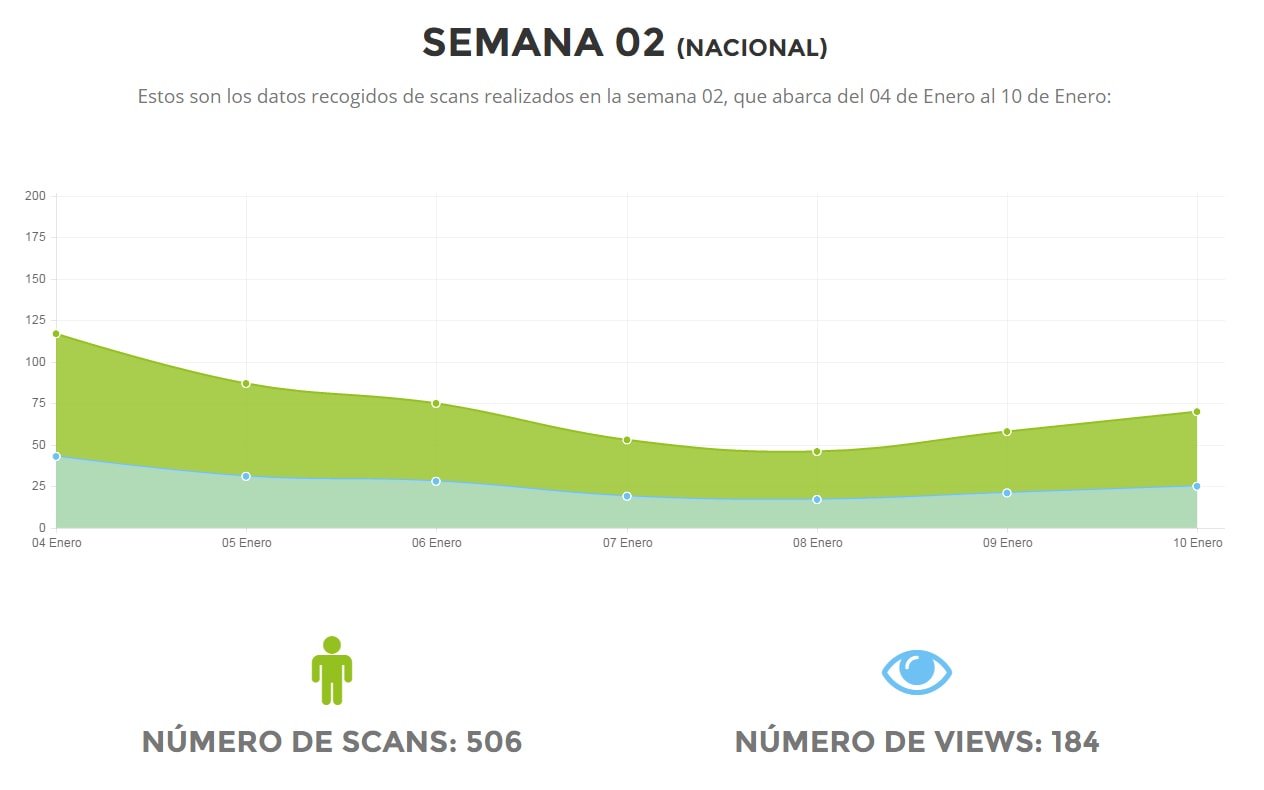 SEMANA 02 (NACIONAL)
Estos son los datos recogidos de scans realizados en la semana 02, que abarca del 04 de Enero al 10 de Enero:
200
175
150
125
100
75
50
25
0
04 Enero 05 Enero 06 Enero 07 Enero 08 Enero 09 Enero 10 Enero
NÚMERO DE SCANS: 506 NÚMERO DE VIEWS: 184